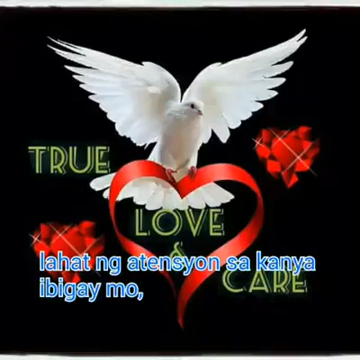 TRUE
LOVE
&
CARE
lahat ng atensyon sa kanya
ibigay mo,